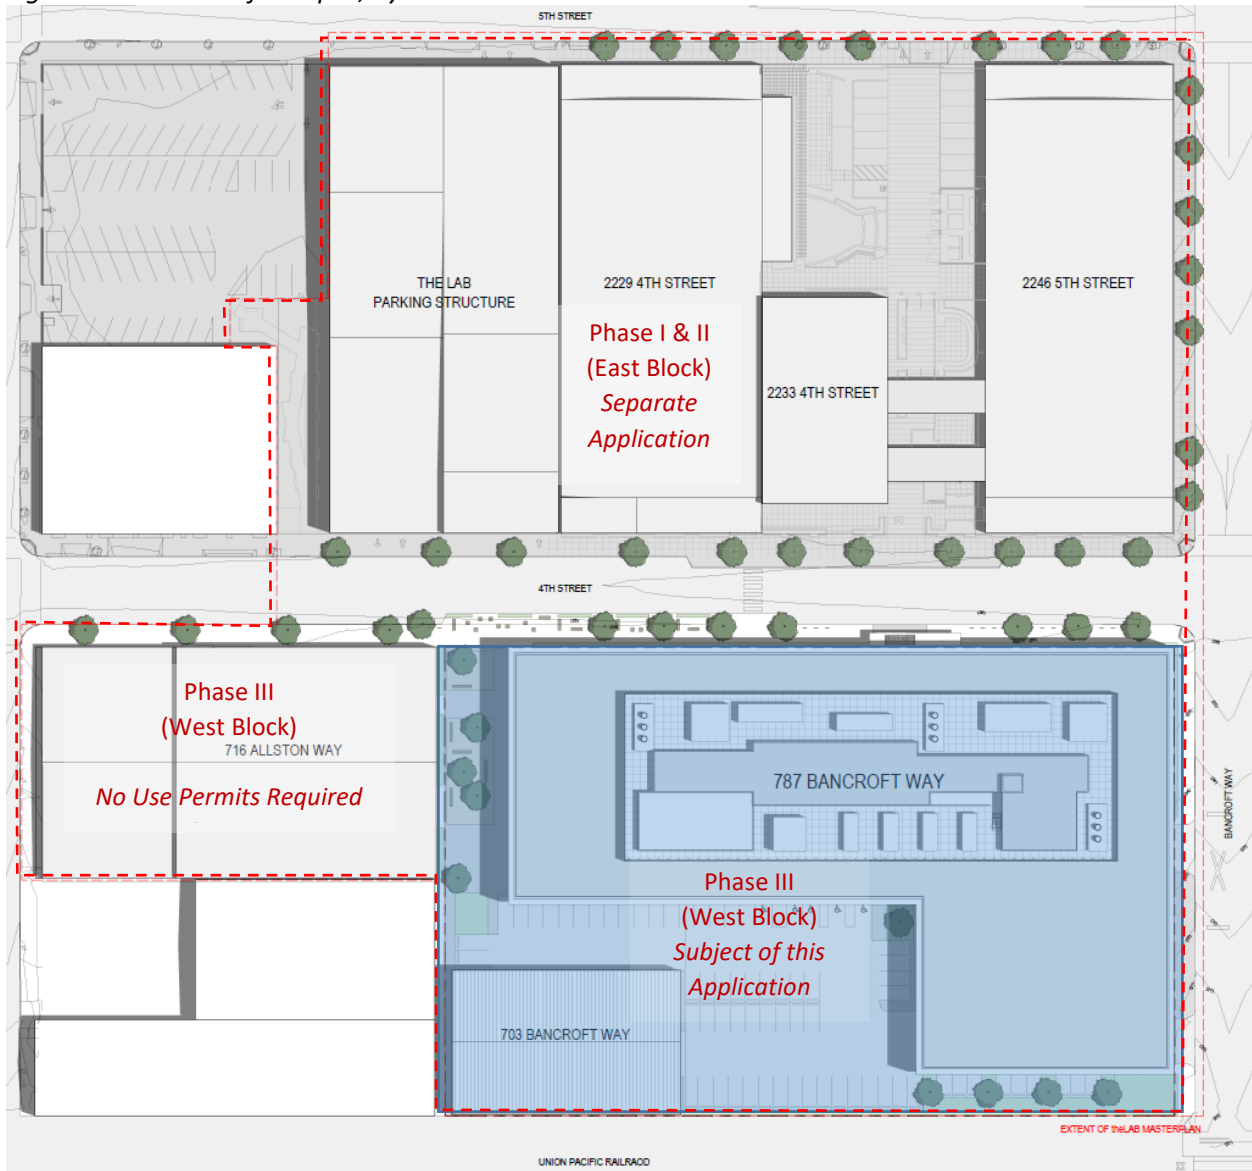 5TH STREET
THE LAB
PARKING STRUCTURE
2229 4TH STREET
2246 5TH STREET
Phase I & II
(East Block)
Separate
Application
2233 4TH STREET
4TH STREET
Phase III
(West Block)
716 ALLSTON WAY
No Use Permits Required
787 BANCROFT WAY
BANCROFT WAY
Phase III
(West Block)
Subject of this
Application
703 BANCROFT WAY
EXTENT OF theLAB MASTERPLAN
UNION PACIFIC RAILRAOD